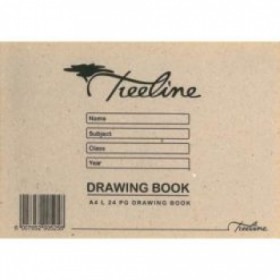 Treeline
Name
Subject
Class
Year
DRAWING BOOK
A4 L 24 PG DRAWING BOOK
Treeline